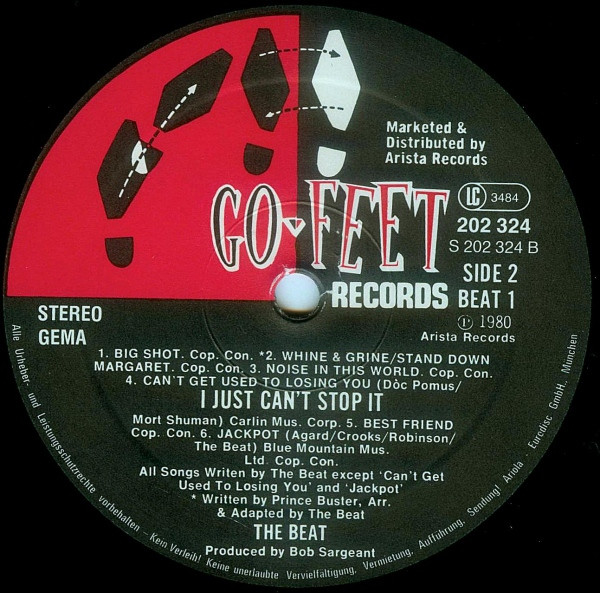 GO-FEET
RECORDS
Marketed &
Distributed by
Arista Records
LC 3484
202 324
S 202 324 B
SIDE 2
BEAT 1
℗ 1980
Arista Records
STEREO
GEMA
1. BIG SHOT. Cop. Con. *2. WHINE & GRINE/STAND DOWN
MARGARET. Cop. Con. 3. NOISE IN THIS WORLD. Cop. Con.
4. CAN'T GET USED TO LOSING YOU (Dòc Pomus/
I JUST CAN'T STOP IT
Mort Shuman) Carlin Mus. Corp. 5. BEST FRIEND
Cop. Con. 6. JACKPOT (Agard/Crooks/Robinson/
The Beat) Blue Mountain Mus.
Ltd. Cop. Con.
All Songs Writen by The Beat except 'Can't Get
Used To Losing You' and 'Jackpot'
* Written by Prince Buster, Arr.
& Adapted by The Beat
THE BEAT
Produced by Bob Sargeant
Alle Urheber- und Leistungsschutzrechte vorbehalten - Kein Verleih! Keine unerlaubte Vervielfältigung, Vermietung, Aufführung, Sendung! Ariola - Eurodisc GmbH., München